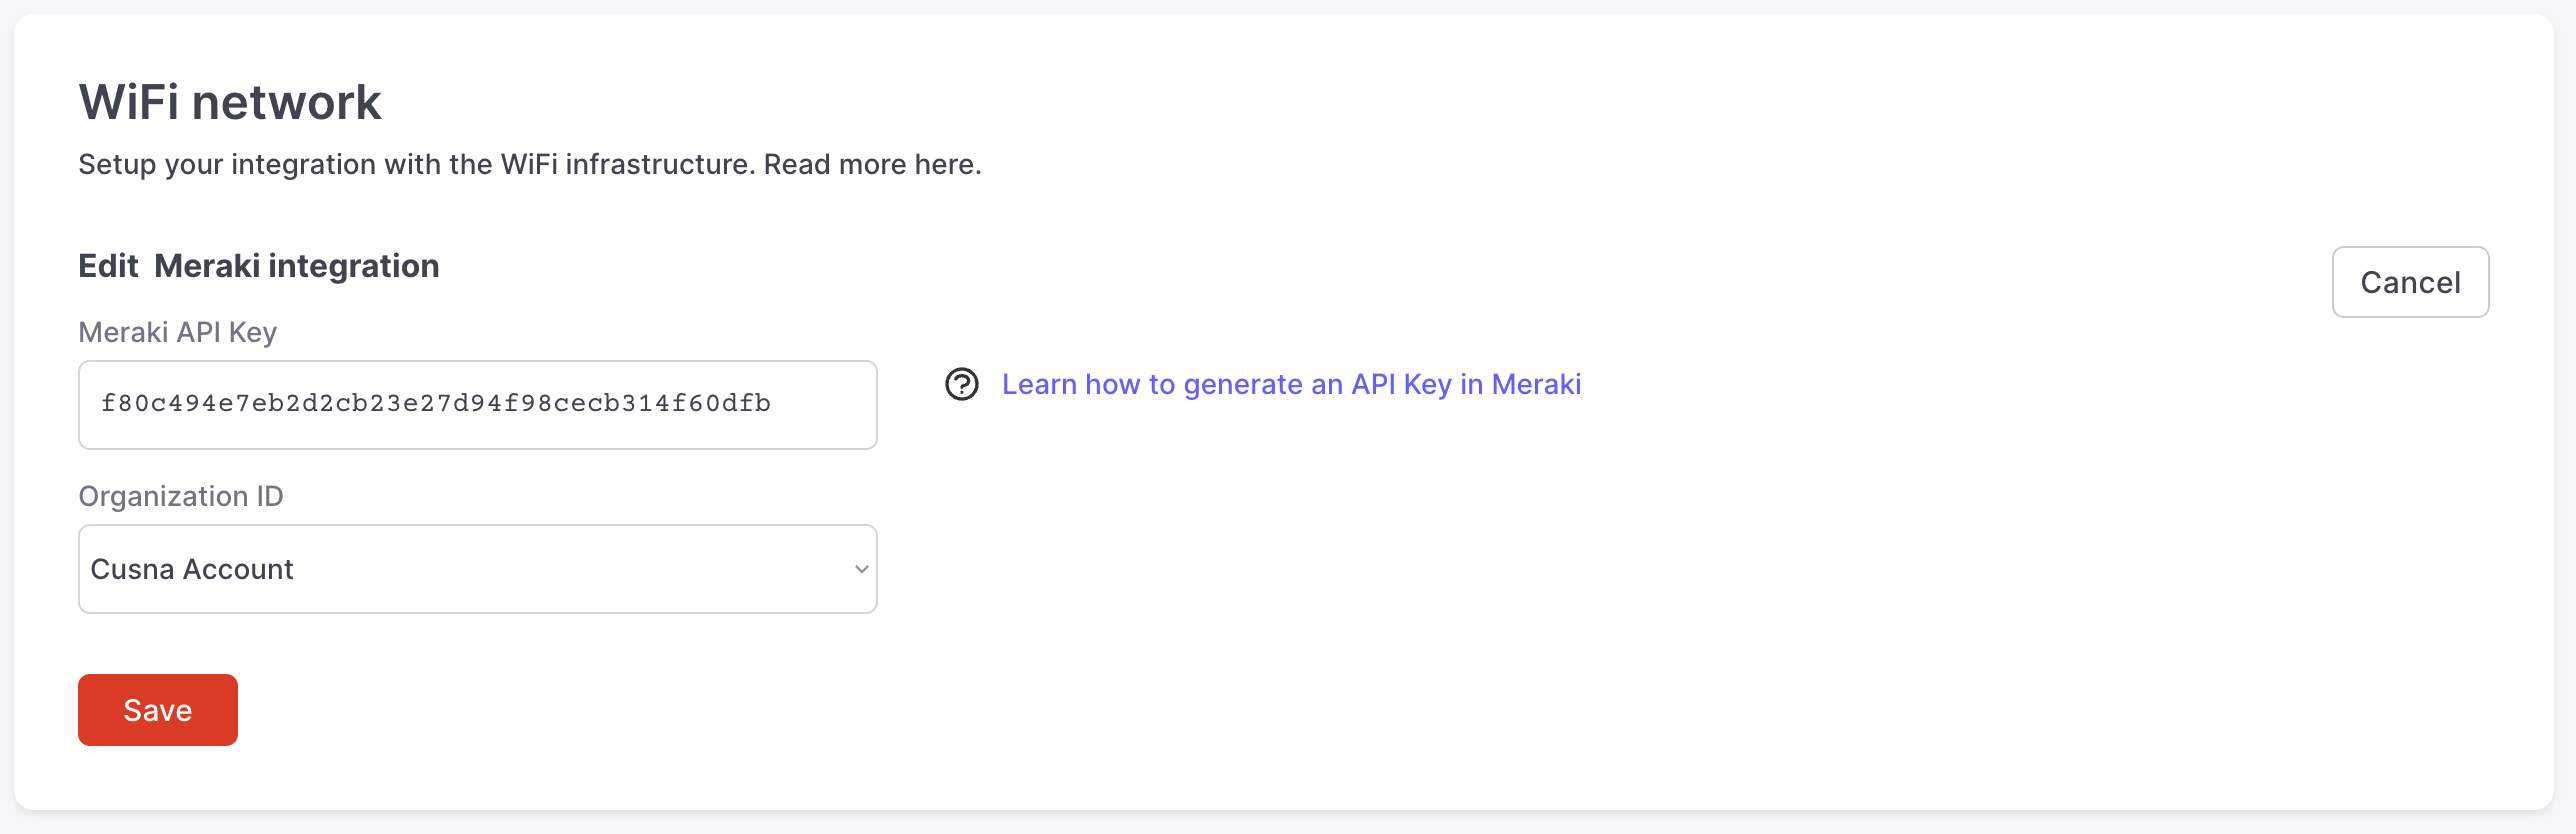 WiFi network
Setup your integration with the WiFi infrastructure. Read more here.
Edit Meraki integration
Cancel
Meraki API Key
f80c494e7eb2d2cb23e27d94f98cecb314f60dfb
Learn how to generate an API Key in Meraki
Organization ID
Cusna Account
Save